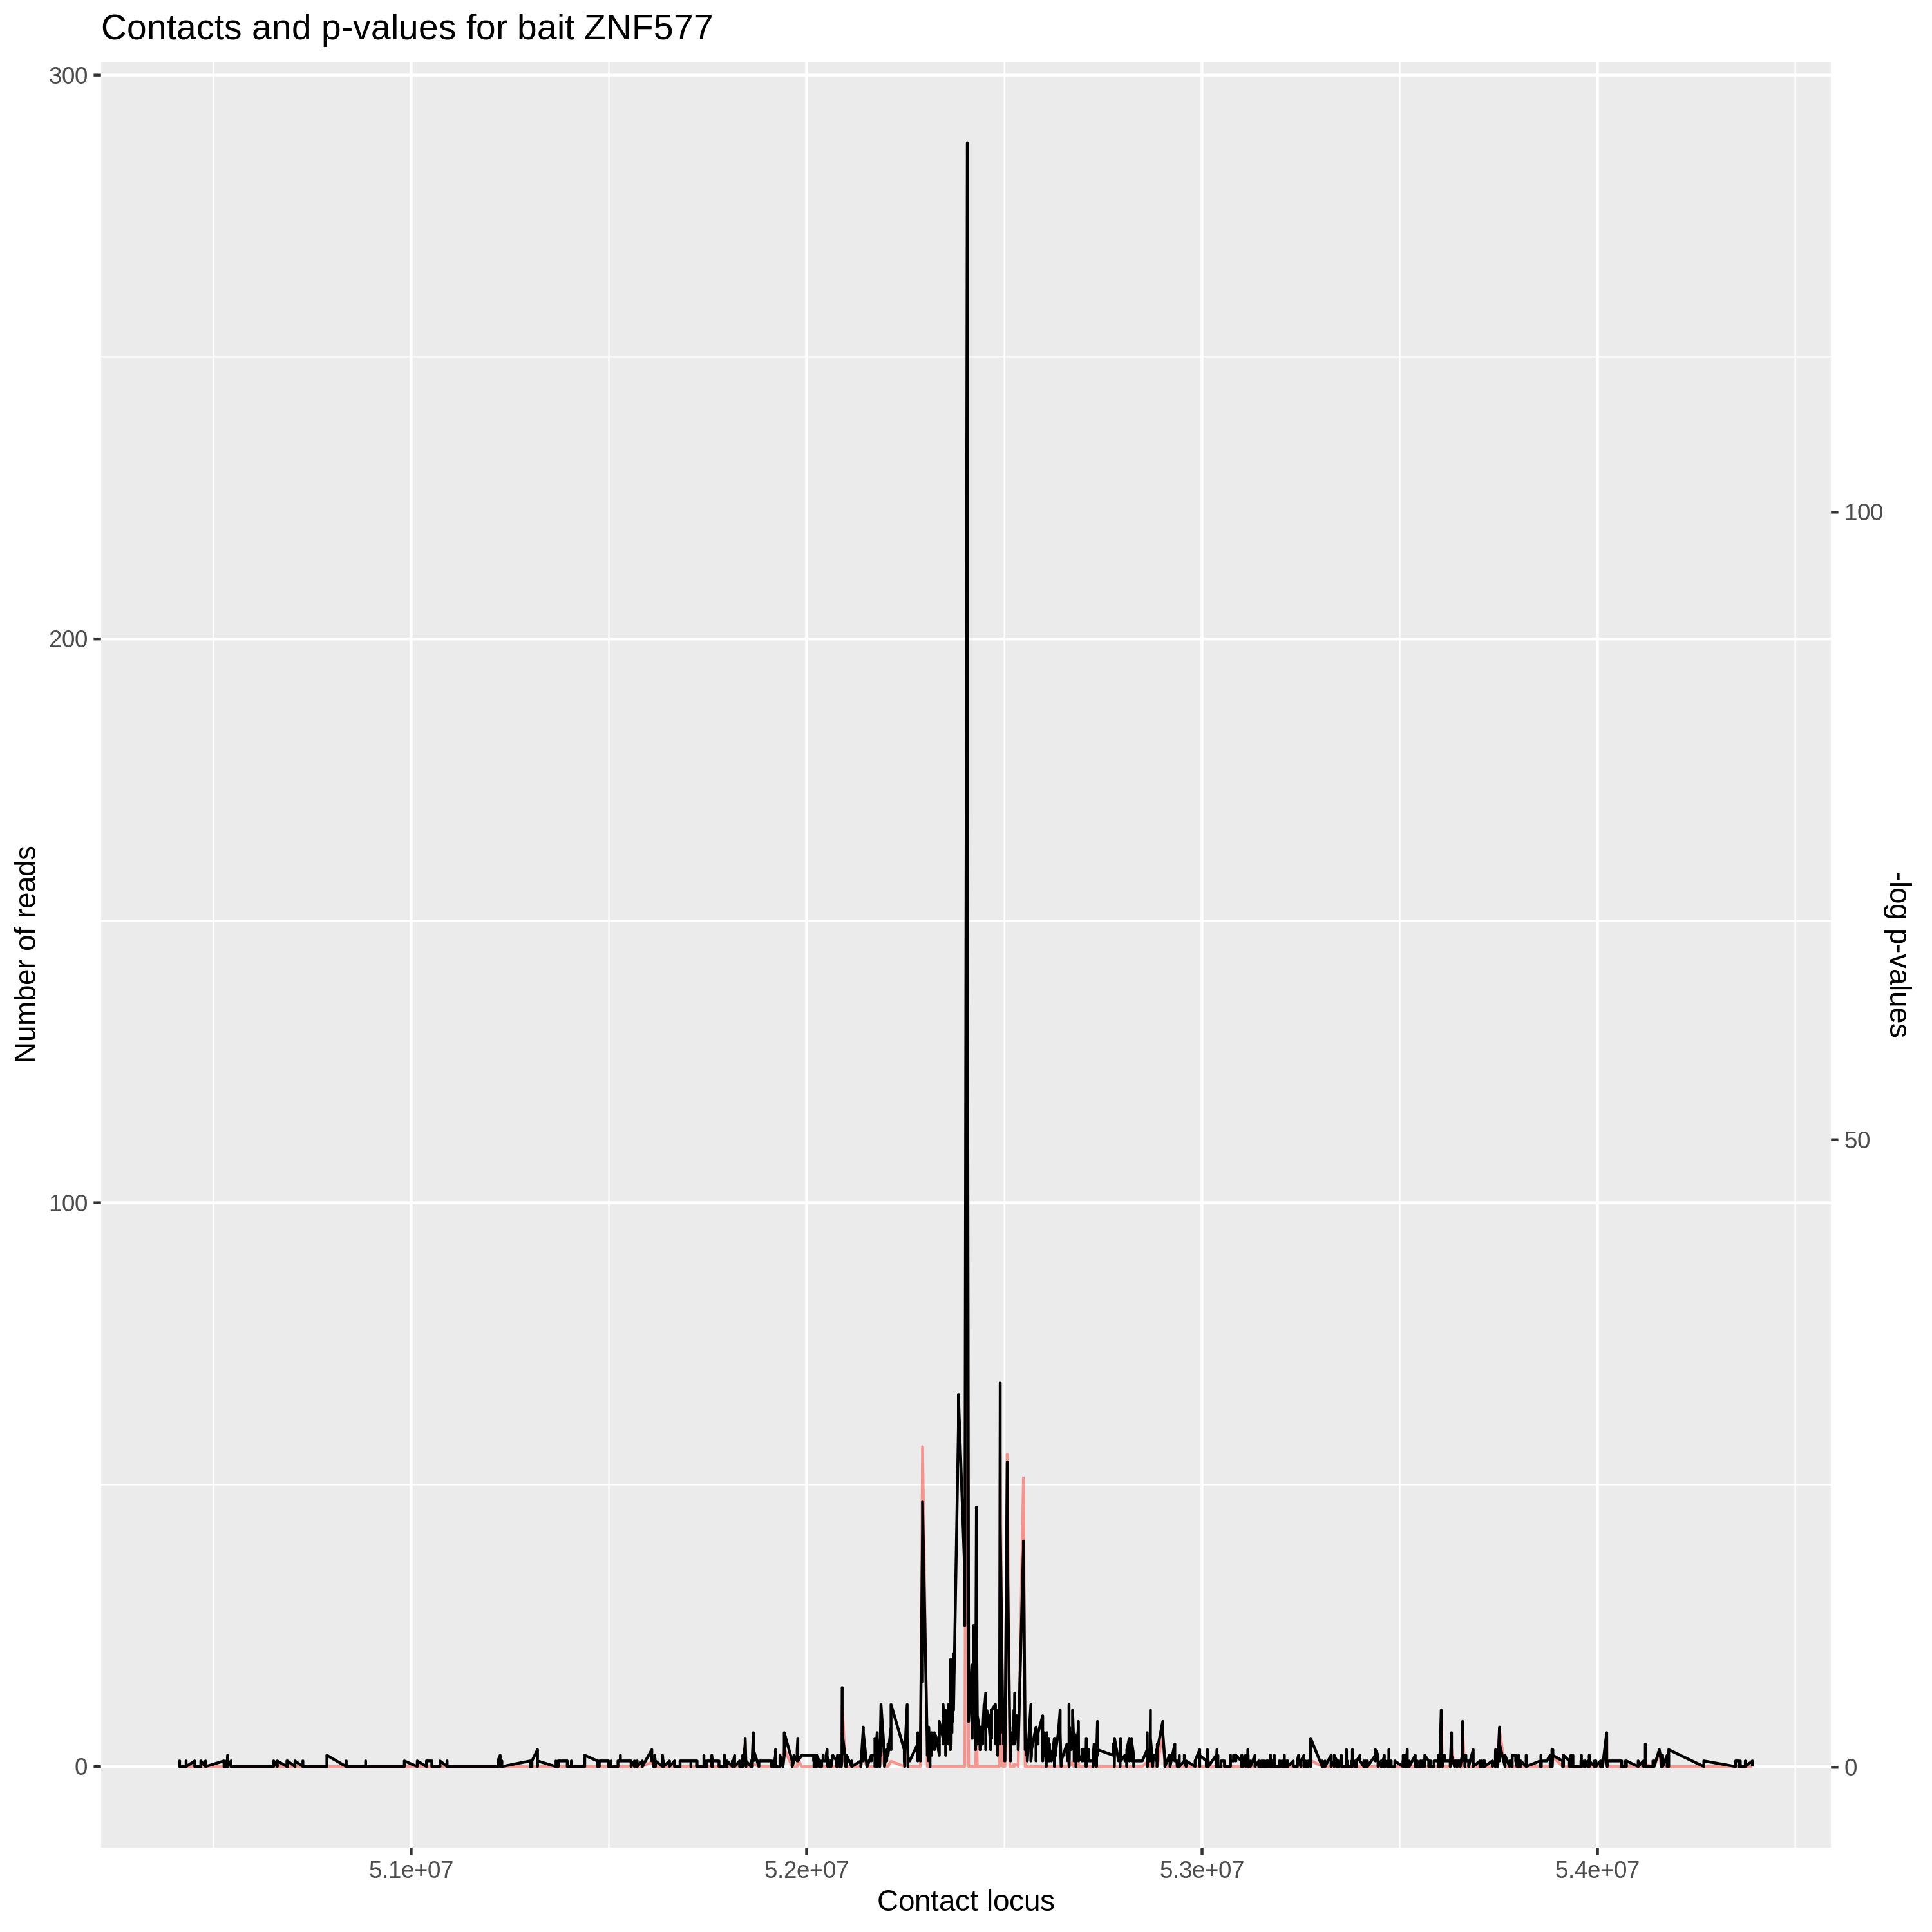 Contacts and p-values for bait ZNF577
300
200
100
0
Number of reads
100
50
0
-log p-values
5.1e+07
5.2e+07
5.3e+07
5.4e+07
Contact locus